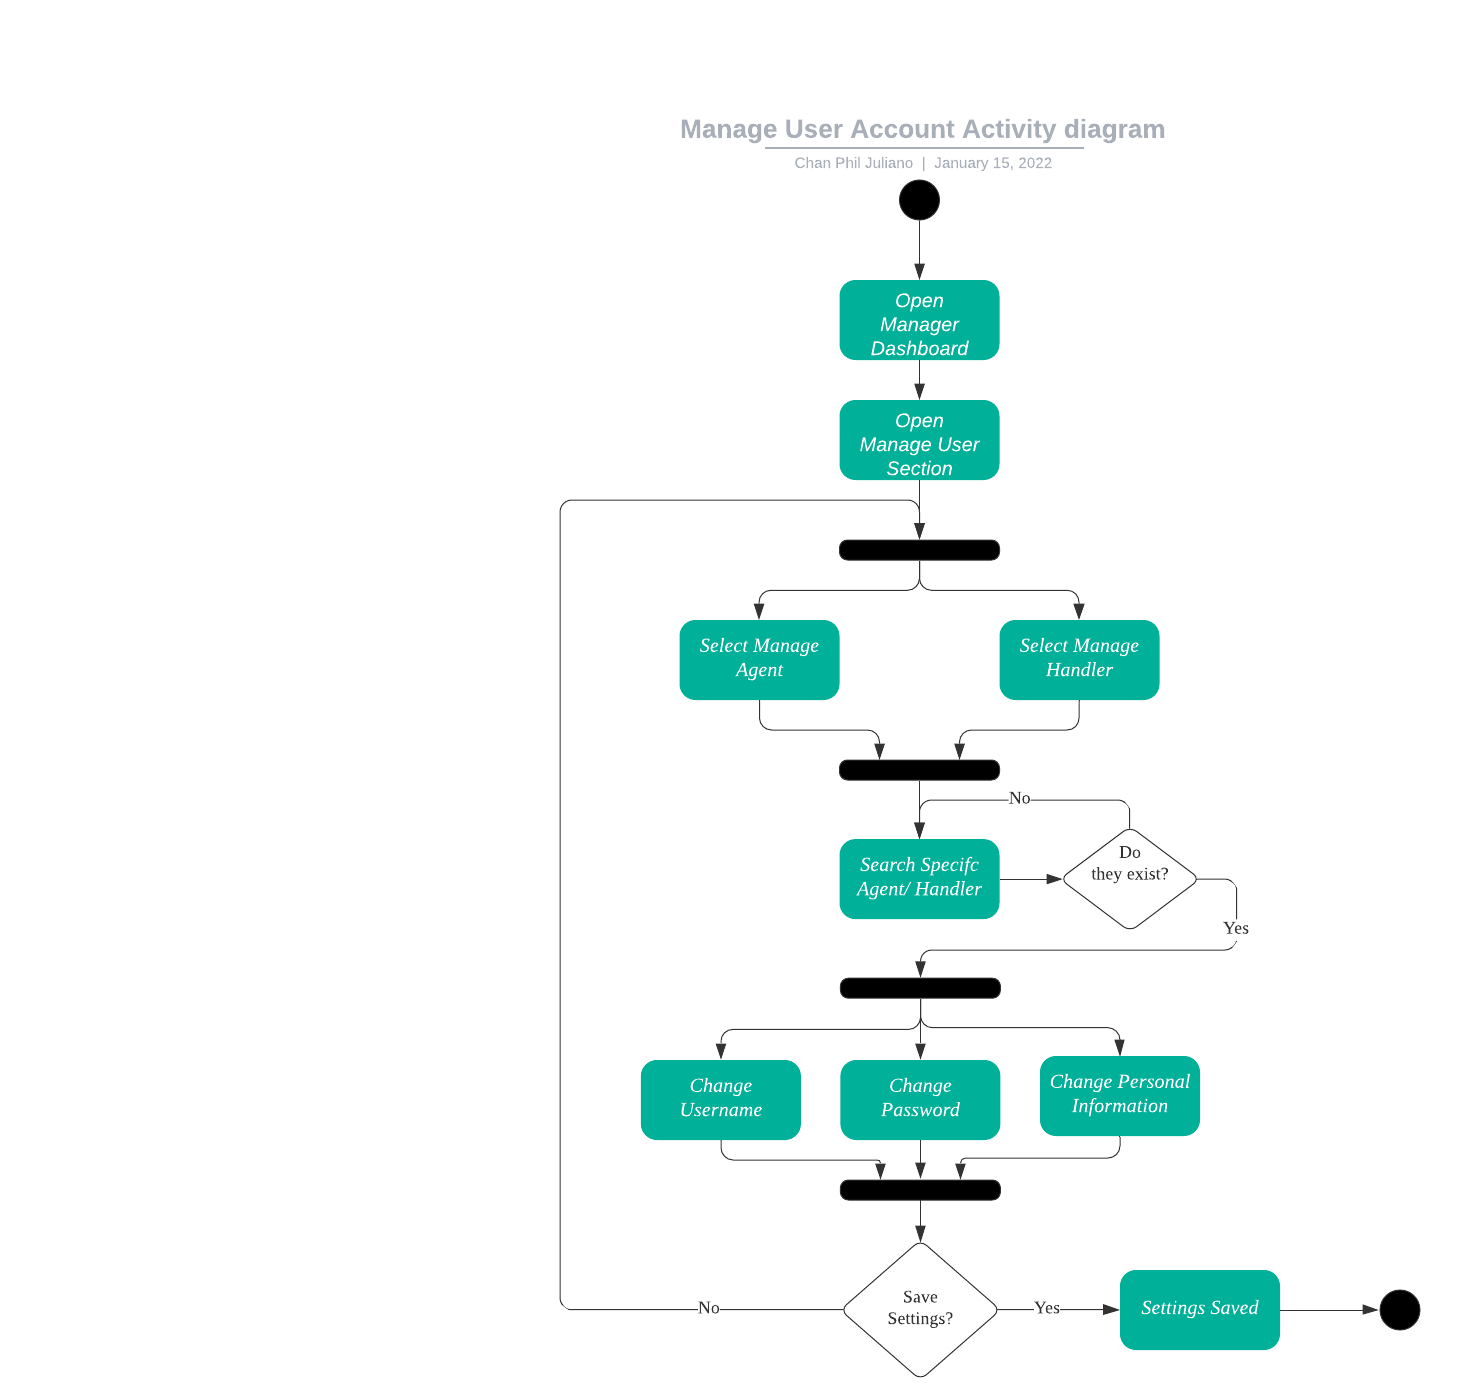 Manage User Account Activity diagram
Chan Phil Juliano | January 15, 2022
Open
Manager
Dashboard
Open
Manage User
Section
Select Manage
Agent
Select Manage
Handler
No
Search Specifc
Agent/ Handler
Do
they exist?
Yes
Change
Username
Change
Password
Change Personal
Information
Save
Settings?
No
Yes
Settings Saved